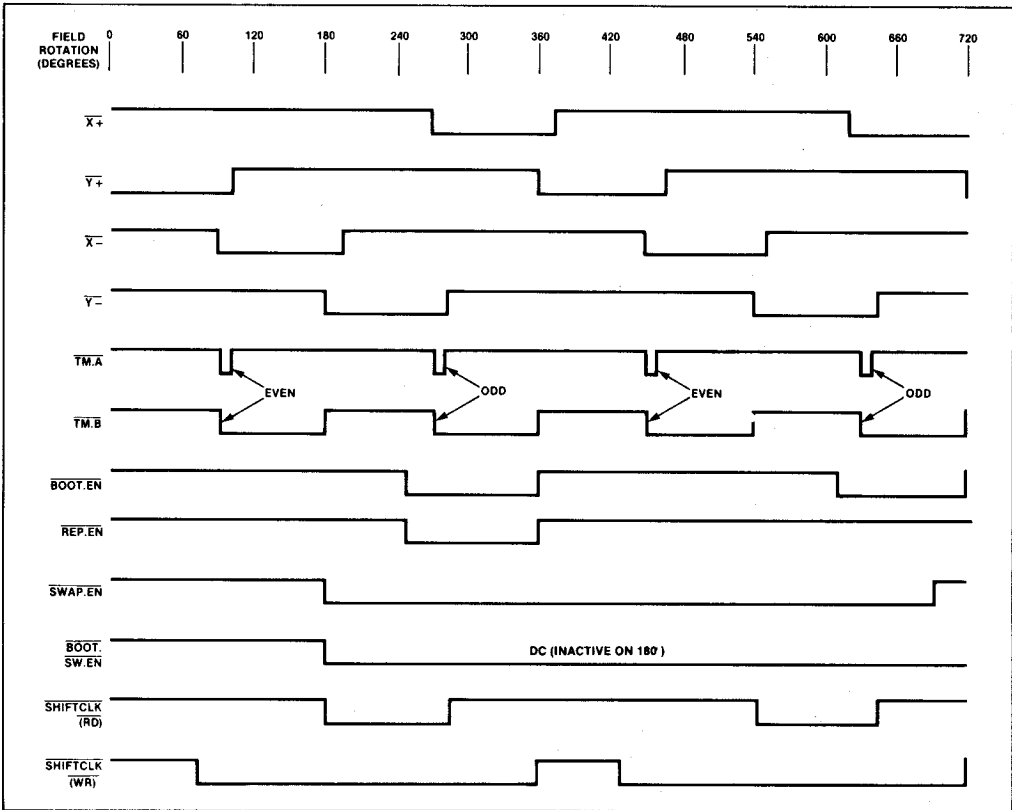 FIELD
ROTATION
(DEGREES)
0 60 120 180 240 300 360 420 480 540 600 660 720
X+
Y+
X−
Y−
TM.A
EVEN ODD EVEN ODD
TM.B
BOOT.EN
REP.EN
SWAP.EN
BOOT.
SW.EN
DC (INACTIVE ON 180°)
SHIFTCLK
(RD)
SHIFTCLK
(WR)